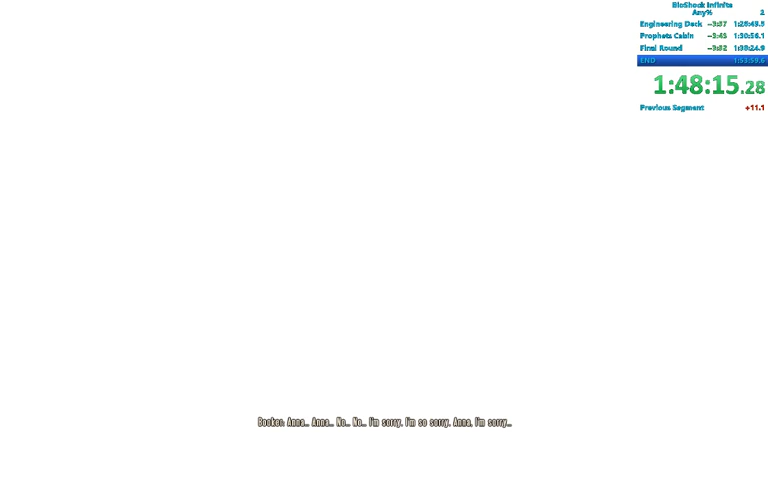 BioShock Infinite
Any% 2
Engineering Deck −3:37 1:28:49.5
Prophets Cabin −3:43 1:30:56.1
Final Round −3:32 1:38:24.9
END 1:53:59.6
1:48:15.28
Previous Segment +11.1
Booker: Anna... Anna... No... No... I'm sorry. I'm so sorry. Anna, I'm sorry...